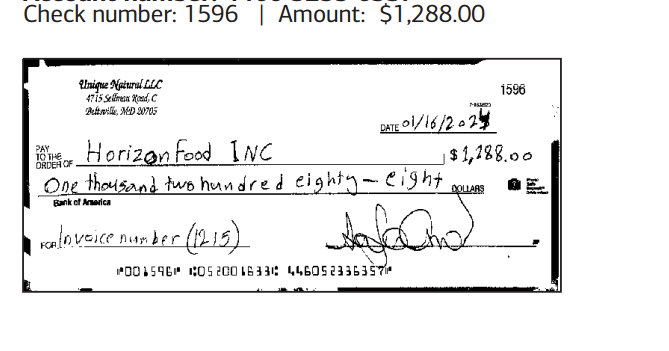 Check number: 1596 | Amount: $1,288.00
Unique Natural LLC
4715 Sellman Road, C
Beltsville, MD 20705
1596
DATE 01/16/2024
PAY TO THE ORDER OF Horizon Food INC $1,288.00
One thousand two hundred eighty-eight DOLLARS
Bank of America
FOR Invoice number (1215)
⑈001596⑈ ⑆052001633⑆ 446052336357⑈